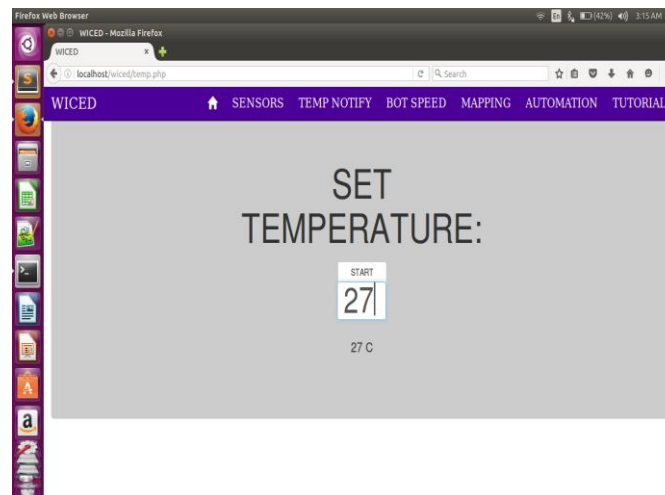 Firefox Web Browser
En (42%) 3:15 AM
WICED - Mozilla Firefox
WICED
localhost/wiced/temp.php
Search
WICED SENSORS TEMP NOTIFY BOT SPEED MAPPING AUTOMATION TUTORIAL
SET
TEMPERATURE:
START
27
27 C